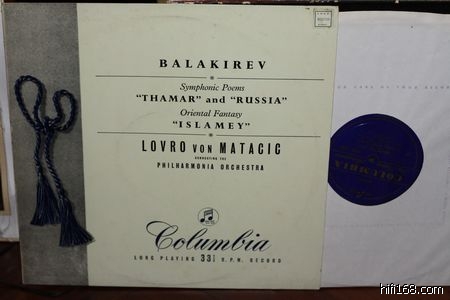 BALAKIREV
Symphonic Poems
"THAMAR" and "RUSSIA"
Oriental Fantasy
"ISLAMEY"
LOVRO VON MATACIC
CONDUCTING THE
PHILHARMONIA ORCHESTRA
Columbia
LONG PLAYING 33⅓ R.P.M. RECORD
COLUMBIA
hifi168.com